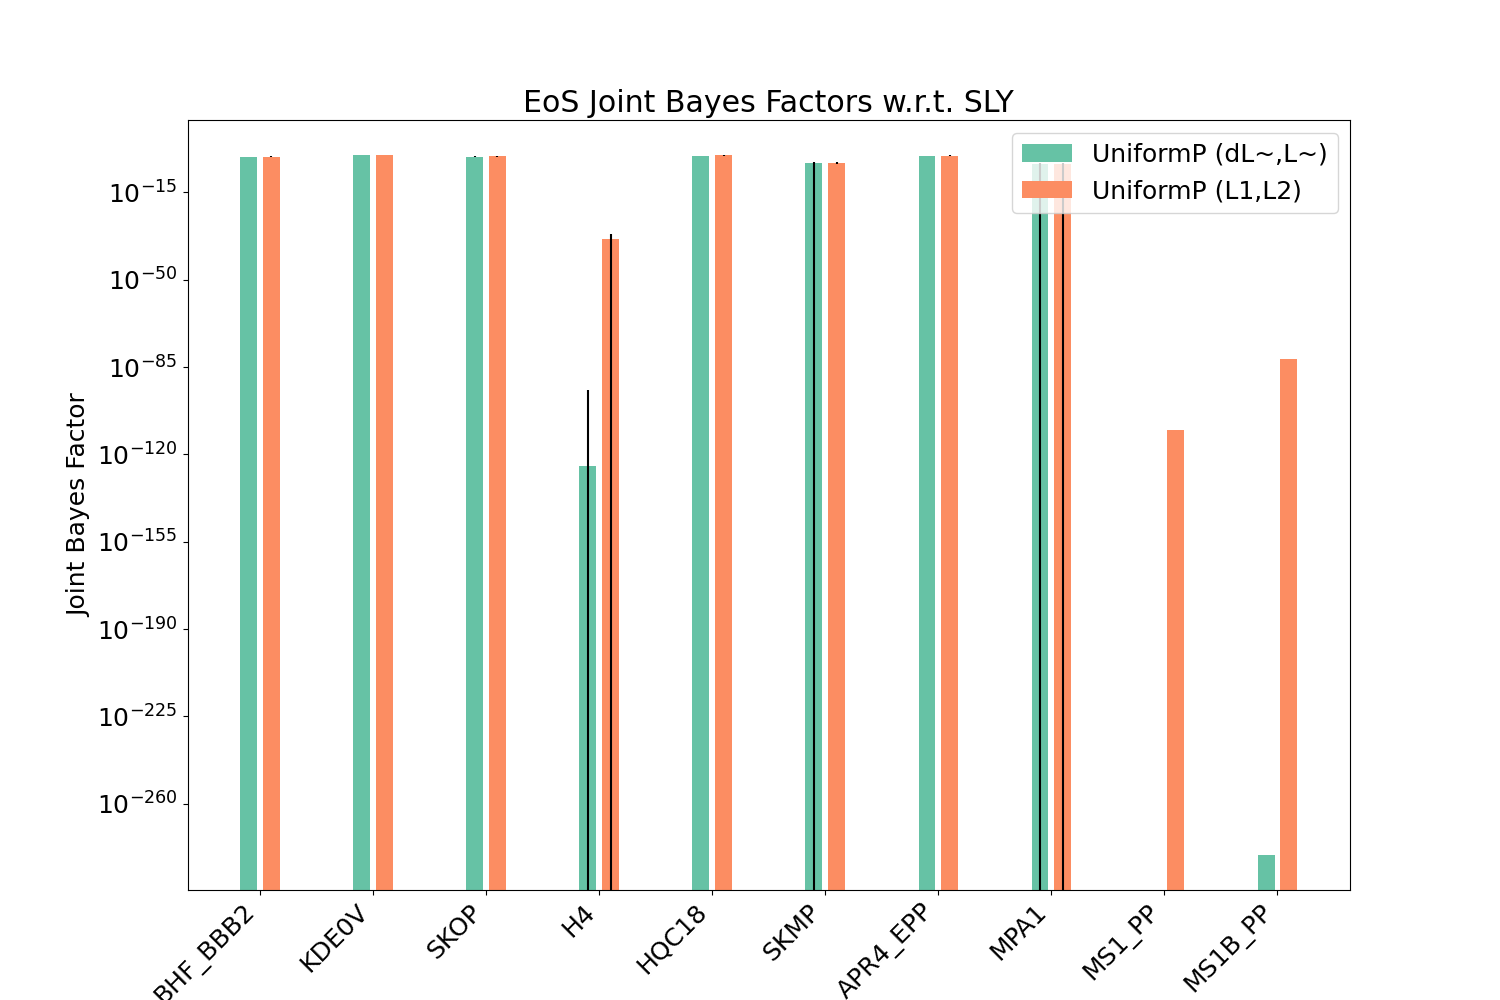 EoS Joint Bayes Factors w.r.t. SLY
UniformP (dL~,L~)
UniformP (L1,L2)
Joint Bayes Factor
10⁻¹⁵
10⁻⁵⁰
10⁻⁸⁵
10⁻¹²⁰
10⁻¹⁵⁵
10⁻¹⁹⁰
10⁻²²⁵
10⁻²⁶⁰
BHF_BBB2
KDE0V
SKOP
H4
HQC18
SKMP
APR4_EPP
MPA1
MS1_PP
MS1B_PP